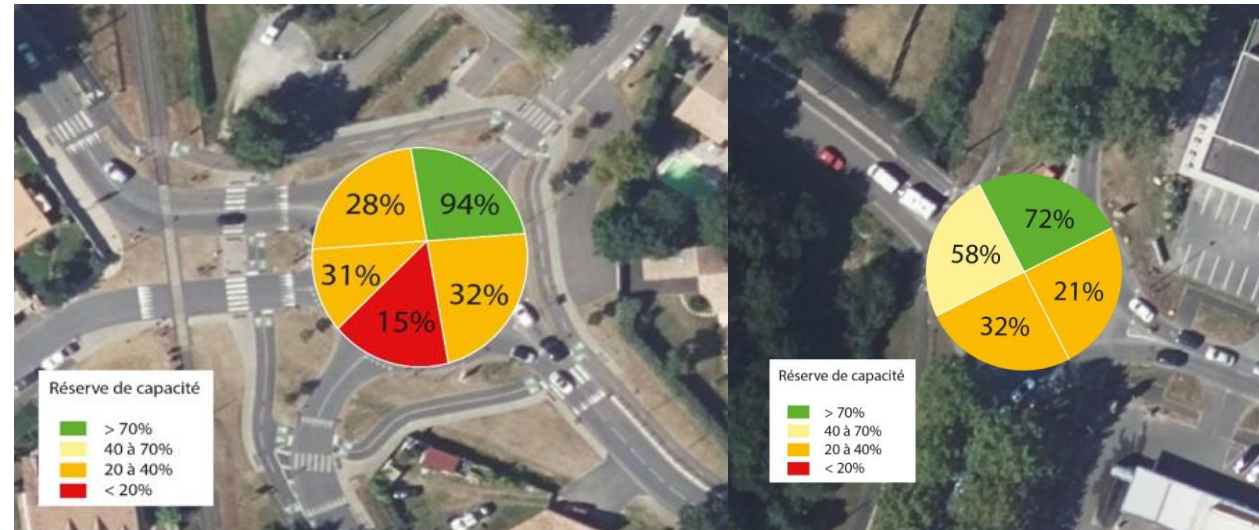 28%
94%
31%
32%
15%
Réserve de capacité
> 70%
40 à 70%
20 à 40%
< 20%
72%
58%
21%
32%
Réserve de capacité
> 70%
40 à 70%
20 à 40%
< 20%